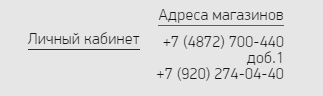 Адреса магазинов
Личный кабинет
+7 (4872) 700-440
доб.1
+7 (920) 274-04-40